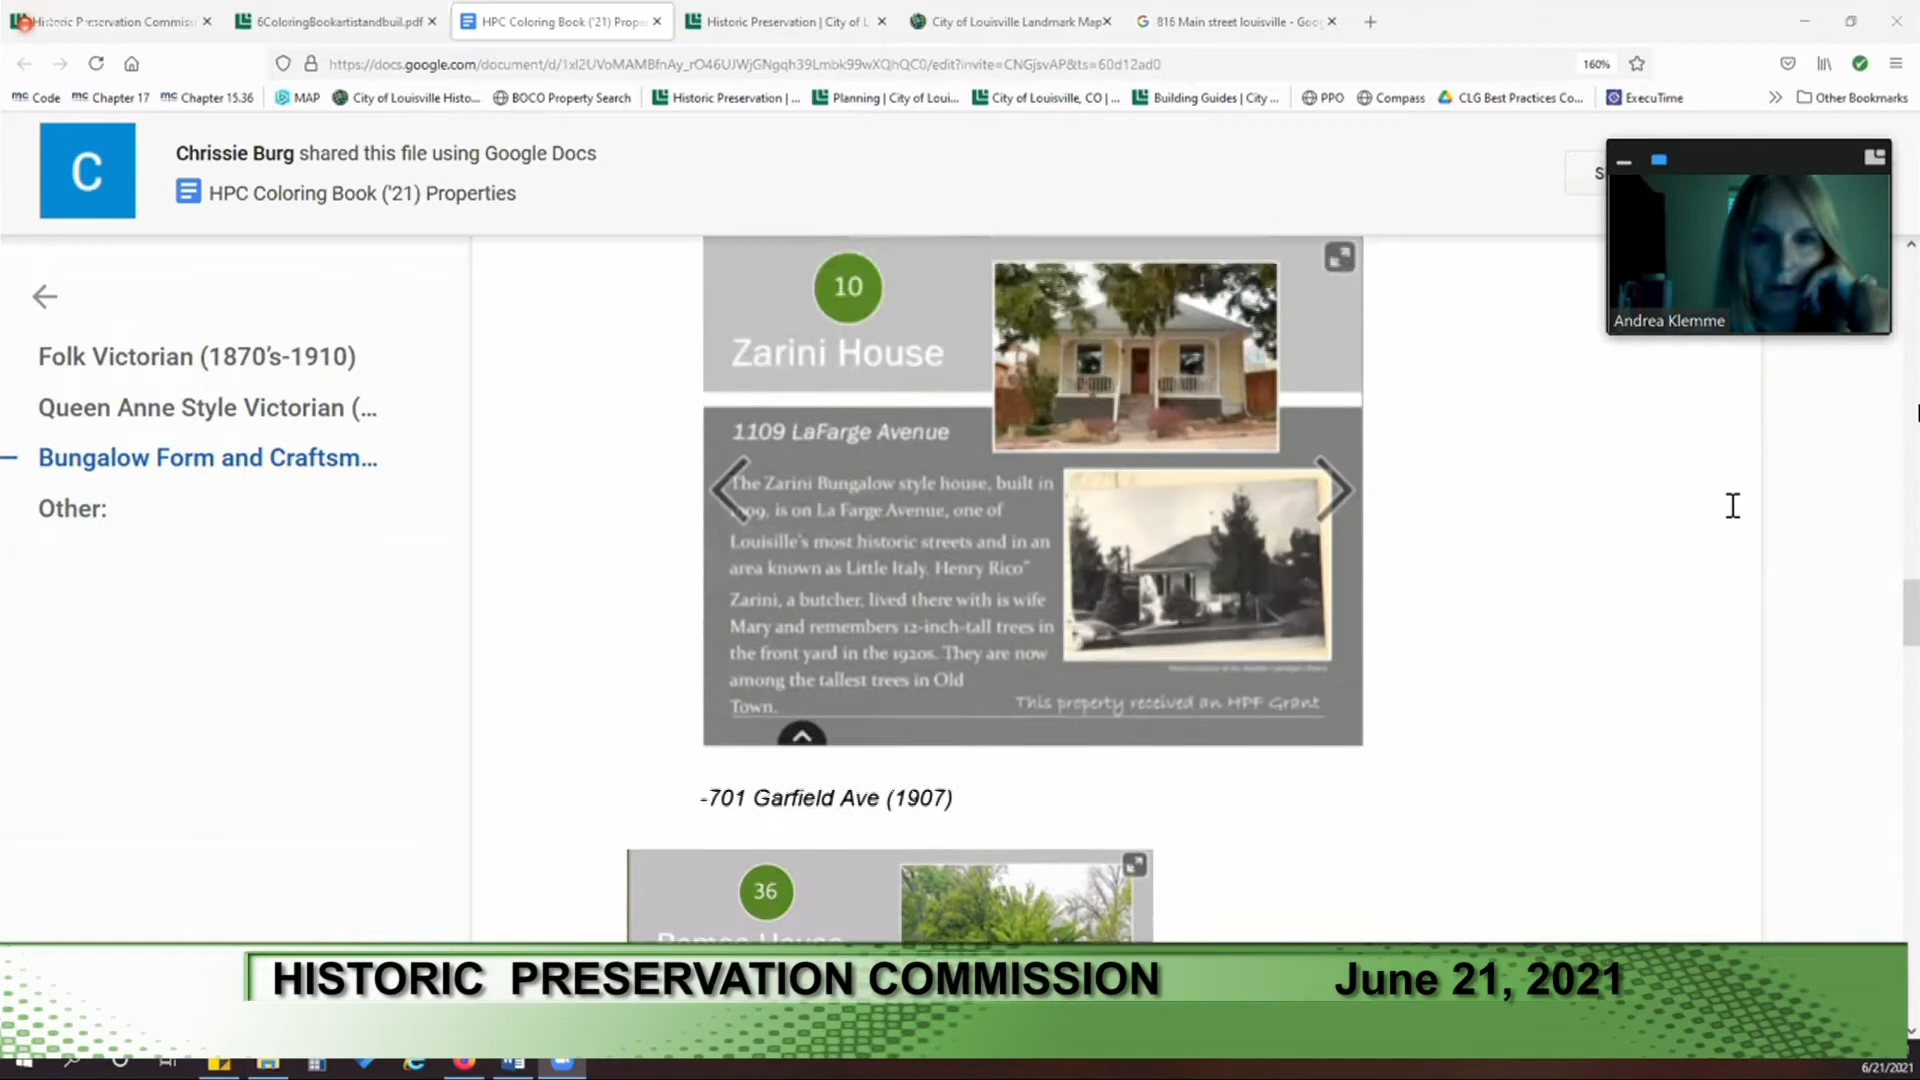 Historic Preservation Commiss
6ColoringBookartistandbuil.pdf
HPC Coloring Book ('21) Prope
Historic Preservation | City of L
City of Louisville Landmark Map
816 Main street louisville - Goo
https://docs.google.com/document/d/1xl2UVoMAMBfnAy_rO46UJWjGNgqh39Lmbk99wXQhQC0/edit?invite=CNGjsvAP&ts=60d12ad0
160%
mc Code
mc Chapter 17
mc Chapter 15.36
MAP
City of Louisville Histo...
BOCO Property Search
Historic Preservation | ...
Planning | City of Loui...
City of Louisville, CO | ...
Building Guides | City ...
PPO
Compass
CLG Best Practices Co...
ExecuTime
Other Bookmarks
C
Chrissie Burg shared this file using Google Docs
HPC Coloring Book ('21) Properties
S
Andrea Klemme
Folk Victorian (1870's-1910)
Queen Anne Style Victorian (...
Bungalow Form and Craftsm...
Other:
10
Zarini House
1109 LaFarge Avenue
The Zarini Bungalow style house, built in
1909, is on La Farge Avenue, one of
Louisille's most historic streets and in an
area known as Little Italy. Henry Rico"
Zarini, a butcher, lived there with is wife
Mary and remembers 12-inch-tall trees in
the front yard in the 1920s. They are now
among the tallest trees in Old
Town.
This property received an HPF Grant
-701 Garfield Ave (1907)
36
HISTORIC PRESERVATION COMMISSION
June 21, 2021
6/21/2021